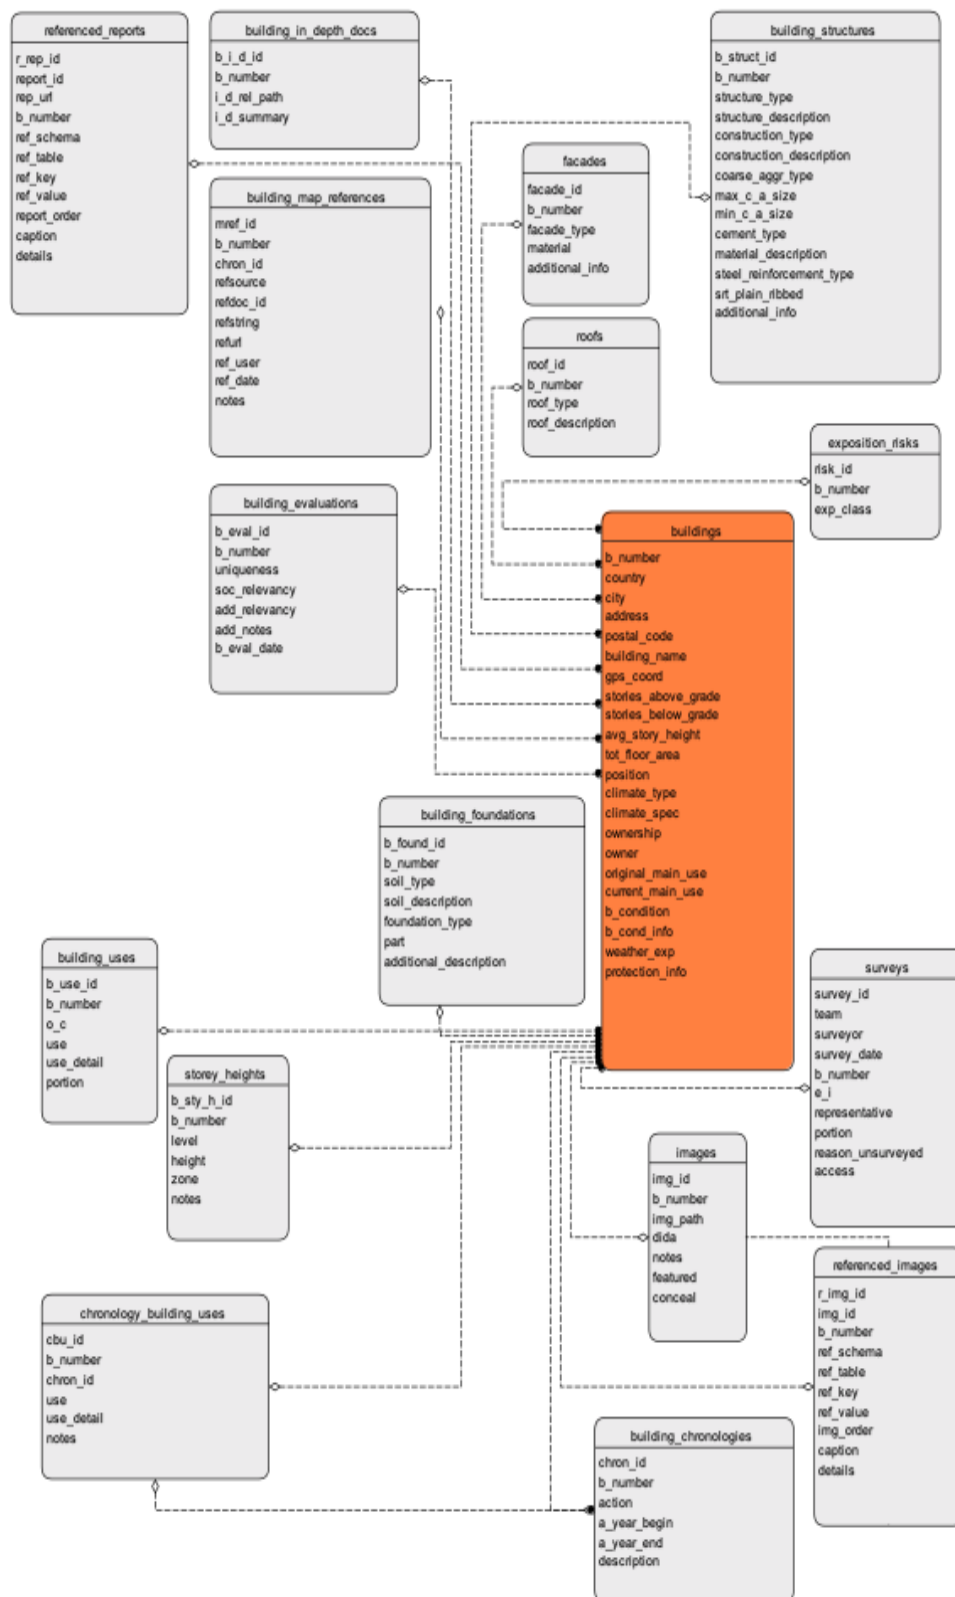 referenced_reports
r_rep_id
report_id
rep_url
b_number
ref_schema
ref_table
ref_key
ref_value
report_order
caption
details
building_in_depth_docs
b_i_d_id
b_number
i_d_rel_path
i_d_summary
building_structures
b_struct_id
b_number
structure_type
structure_description
construction_type
construction_description
coarse_aggr_type
max_c_a_size
min_c_a_size
cement_type
material_description
steel_reinforcement_type
srt_plain_ribbed
additional_info
building_map_references
mref_id
b_number
chron_id
refsource
refdoc_id
refstring
refurl
ref_user
ref_date
notes
facades
facade_id
b_number
facade_type
material
additional_info
roofs
roof_id
b_number
roof_type
roof_description
exposition_risks
risk_id
b_number
exp_class
building_evaluations
b_eval_id
b_number
uniqueness
soc_relevancy
add_relevancy
add_notes
b_eval_date
buildings
b_number
country
city
address
postal_code
building_name
gps_coord
stories_above_grade
stories_below_grade
avg_story_height
tot_floor_area
position
climate_type
climate_spec
ownership
owner
original_main_use
current_main_use
b_condition
b_cond_info
weather_exp
protection_info
building_foundations
b_found_id
b_number
soil_type
soil_description
foundation_type
part
additional_description
building_uses
b_use_id
b_number
o_c
use
use_detail
portion
surveys
survey_id
team
surveyor
survey_date
b_number
e_i
representative
portion
reason_unsurveyed
access
storey_heights
b_sty_h_id
b_number
level
height
zone
notes
images
img_id
b_number
img_path
dida
notes
featured
conceal
referenced_images
r_img_id
img_id
b_number
ref_schema
ref_table
ref_key
ref_value
img_order
caption
details
chronology_building_uses
cbu_id
b_number
chron_id
use
use_detail
notes
building_chronologies
chron_id
b_number
action
a_year_begin
a_year_end
description